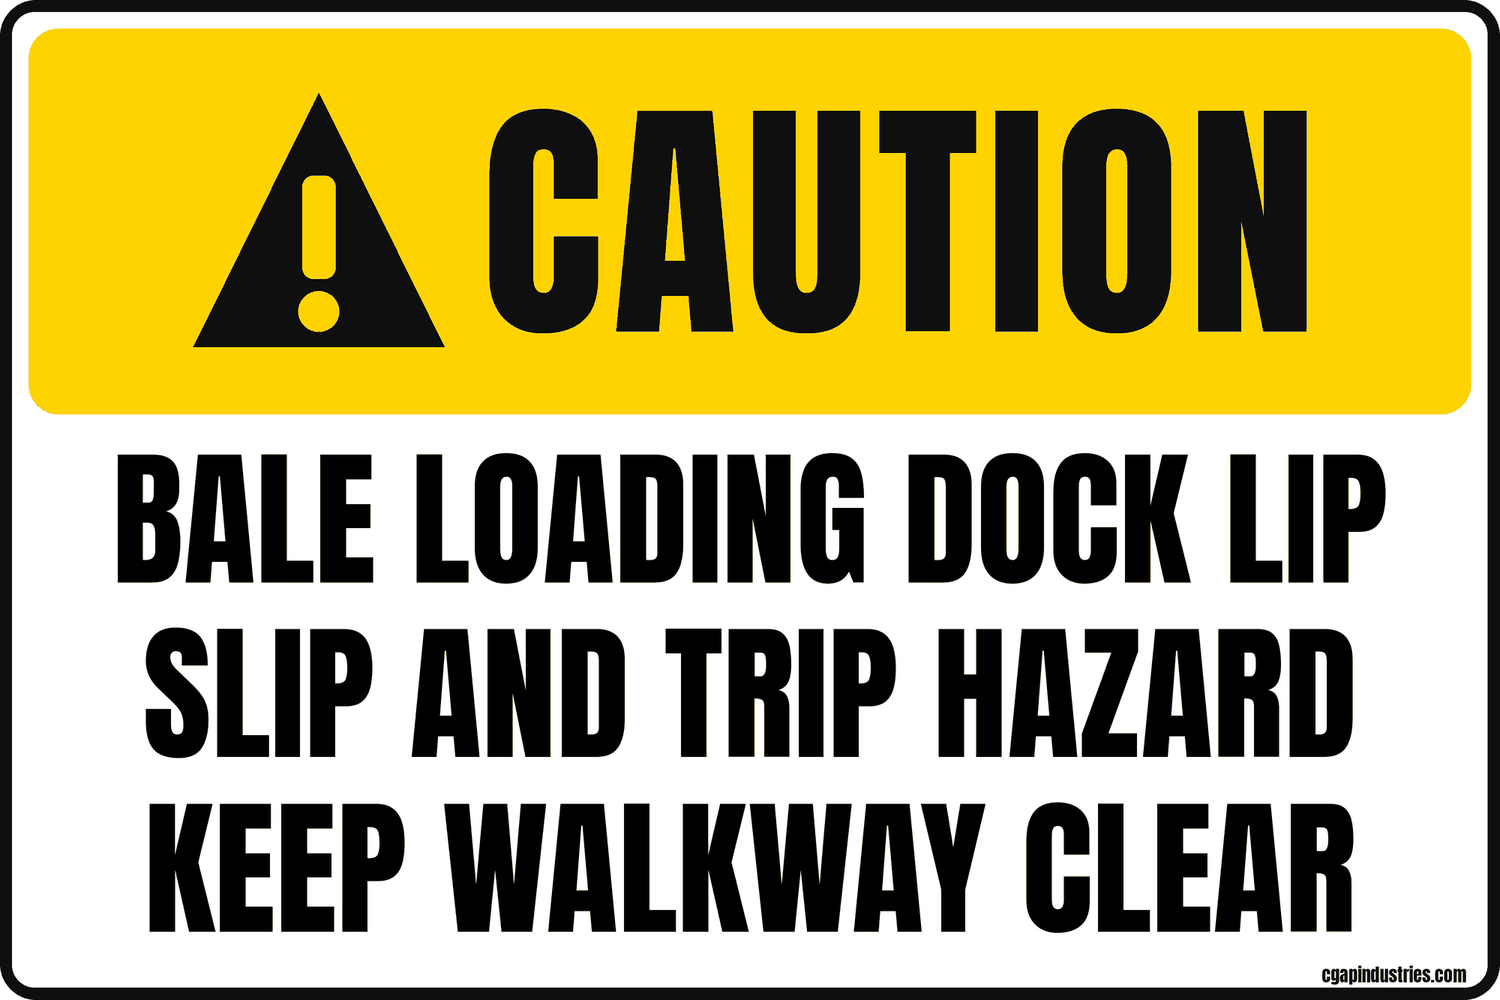 CAUTION
BALE LOADING DOCK LIP
SLIP AND TRIP HAZARD
KEEP WALKWAY CLEAR
cgapindustries.com